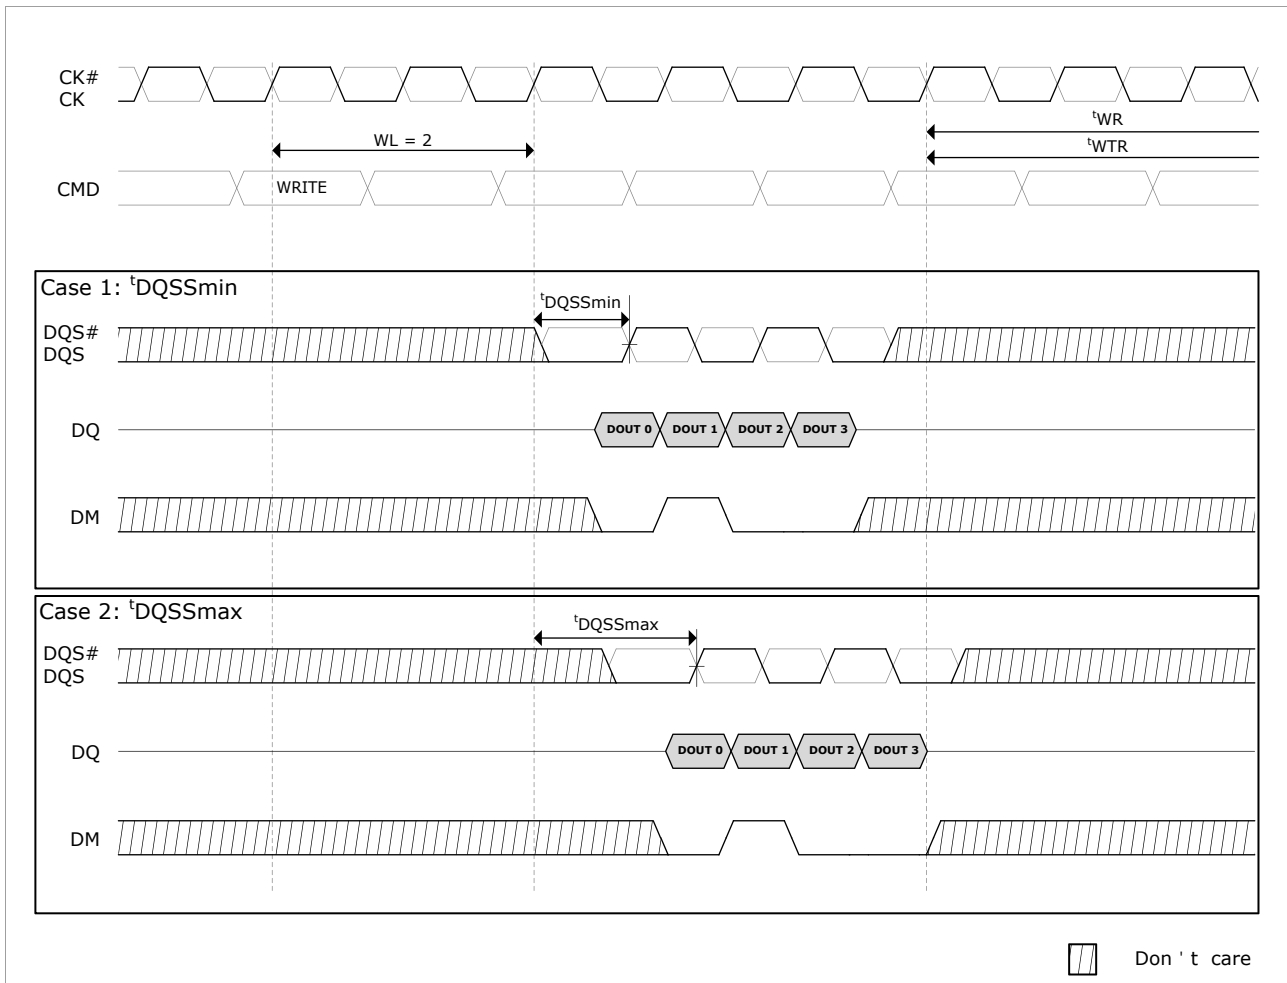 CK#
CK
tWR
WL = 2
tWTR
CMD
WRITE
Case 1: tDQSSmin
tDQSSmin
DQS#
DQS
DQ
DOUT 0 DOUT 1 DOUT 2 DOUT 3
DM
Case 2: tDQSSmax
tDQSSmax
DQS#
DQS
DQ
DOUT 0 DOUT 1 DOUT 2 DOUT 3
DM
Don ' t care